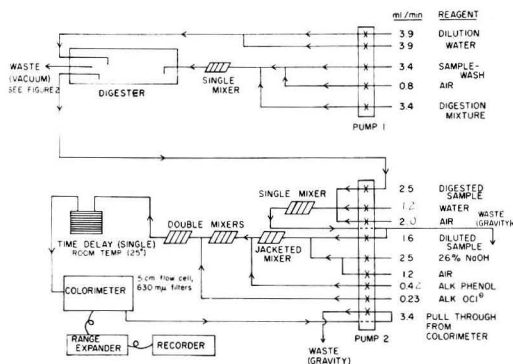 ml/min REAGENT
3.9 DILUTION
3.9 WATER
3.4 SAMPLE-
WASH
0.8 AIR
3.4 DIGESTION
MIXTURE
PUMP 1
WASTE
(VACUUM)
SEE FIGURE 2
DIGESTER
SINGLE
MIXER
2.5 DIGESTED
SAMPLE
1.2 WATER
2.0 AIR
WASTE
(GRAVITY)
1.6 DILUTED
SAMPLE
2.5 26% NaOH
1.2 AIR
ALK PHENOL
0.23 ALK OCl
3.4 PULL THROUGH
FROM
COLORIMETER
PUMP 2
SINGLE MIXER
DOUBLE MIXERS
JACKETED
MIXER
TIME DELAY (SINGLE)
ROOM TEMP (25°)
5 cm flow cell,
630 mµ filters
COLORIMETER
RANGE
EXPANDER
RECORDER
WASTE
(GRAVITY)